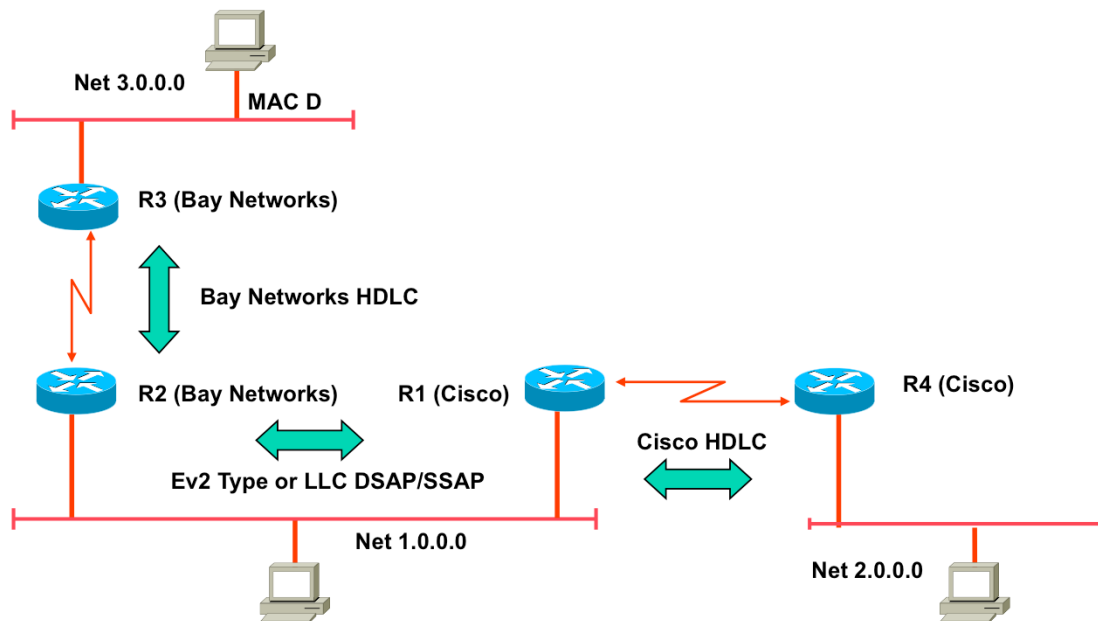 Net 3.0.0.0
MAC D
R3 (Bay Networks)
Bay Networks HDLC
R2 (Bay Networks)
R1 (Cisco)
R4 (Cisco)
Cisco HDLC
Ev2 Type or LLC DSAP/SSAP
Net 1.0.0.0
Net 2.0.0.0